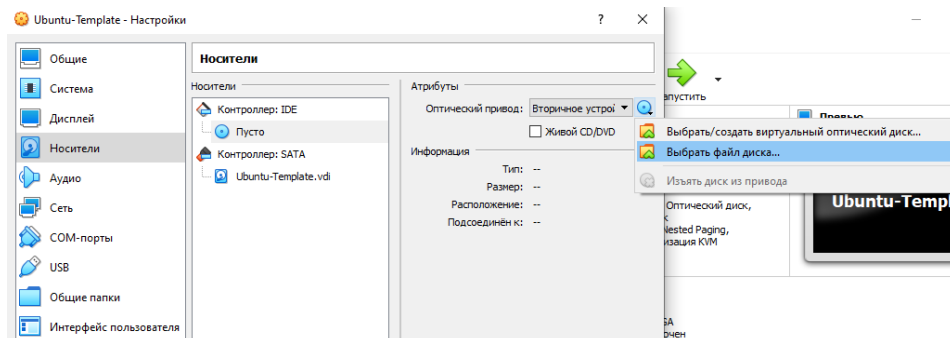 Ubuntu-Template - Настройки
?
Общие
Система
Дисплей
Носители
Аудио
Сеть
COM-порты
USB
Общие папки
Интерфейс пользователя
Носители
Носители
Контроллер: IDE
Пусто
Контроллер: SATA
Ubuntu-Template.vdi
Атрибуты
Оптический привод: Вторичное устрой
Живой CD/DVD
Информация
Тип: --
Размер: --
Расположение: --
Подсоединён к: --
апустить
Превью
Выбрать/создать виртуальный оптический диск...
Выбрать файл диска...
Изъять диск из привода
Оптический диск,
Nested Paging,
изация KVM
Ubuntu-Templ
SA
очен